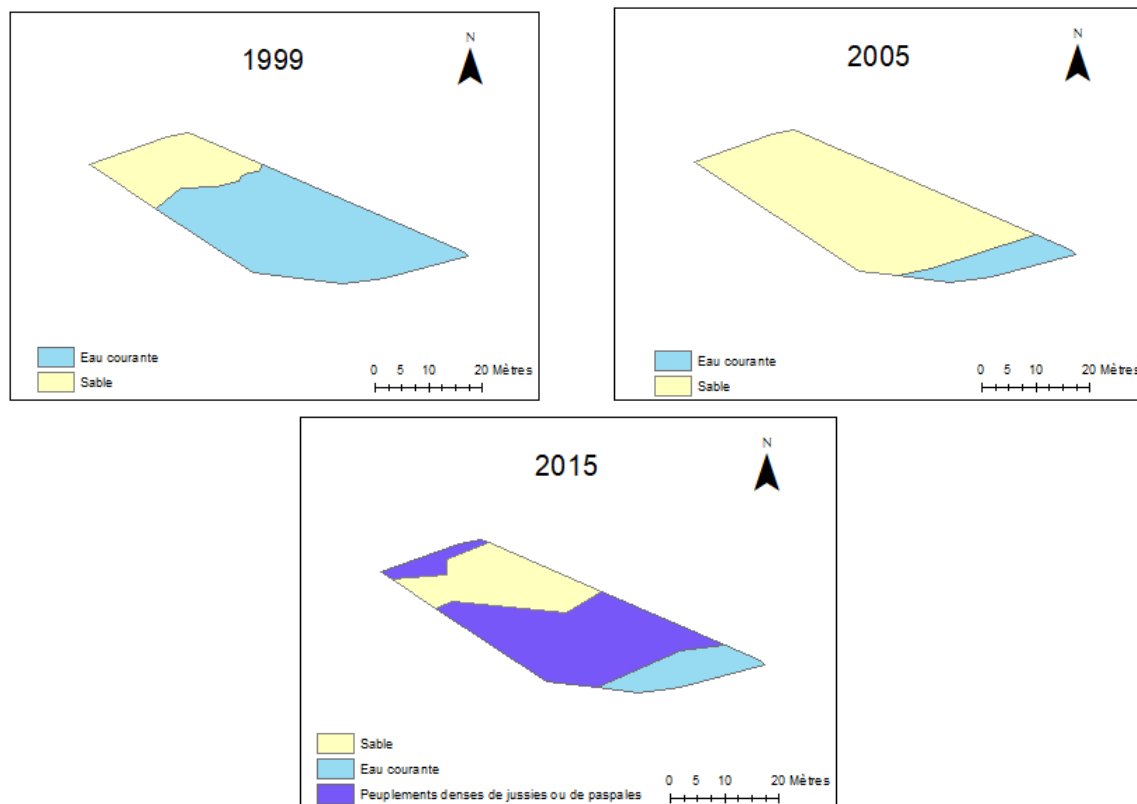 1999
N
Eau courante
Sable
0 5 10 20 Mètres
2005
N
Eau courante
Sable
0 5 10 20 Mètres
2015
N
Sable
Eau courante
Peuplements denses de jussies ou de paspales
0 5 10 20 Mètres